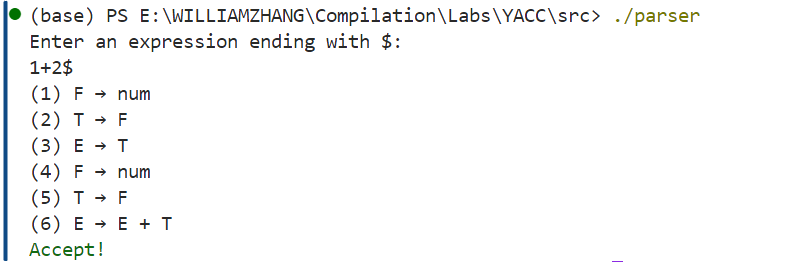 (base) PS E:\WILLIAMZHANG\Compilation\Labs\YACC\src> ./parser
Enter an expression ending with $:
1+2$
(1) F → num
(2) T → F
(3) E → T
(4) F → num
(5) T → F
(6) E → E + T
Accept!